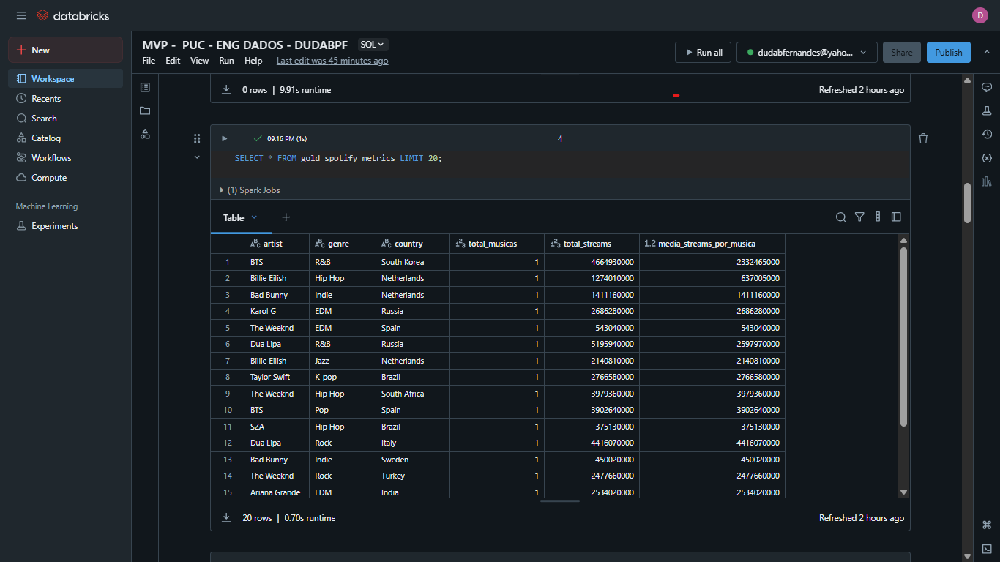 databricks
D
New
Workspace
Recents
Search
Catalog
Workflows
Compute
Machine Learning
Experiments
MVP - PUC - ENG DADOS - DUDABPF SQL
File Edit View Run Help Last edit was 45 minutes ago
Run all dudabfernandes@yaho... Share Publish
0 rows | 9.91s runtime Refreshed 2 hours ago
09:16 PM (1s) 4
SELECT * FROM gold_spotify_metrics LIMIT 20;
(1) Spark Jobs
Table +
artist genre country total_musicas total_streams 1.2 media_streams_por_musica
1 BTS R&B South Korea 1 4664930000 2332465000
2 Billie Eilish Hip Hop Netherlands 1 1274010000 637005000
3 Bad Bunny Indie Netherlands 1 1411160000 1411160000
4 Karol G EDM Russia 1 2686280000 2686280000
5 The Weeknd EDM Spain 1 543040000 543040000
6 Dua Lipa R&B Russia 1 5195940000 2597970000
7 Billie Eilish Jazz Netherlands 1 2140810000 2140810000
8 Taylor Swift K-pop Brazil 1 2766580000 2766580000
9 The Weeknd Hip Hop South Africa 1 3979360000 3979360000
10 BTS Pop Spain 1 3902640000 3902640000
11 SZA Hip Hop Brazil 1 375130000 375130000
12 Dua Lipa Rock Italy 1 4416070000 4416070000
13 Bad Bunny Indie Sweden 1 450020000 450020000
14 The Weeknd Rock Turkey 1 2477660000 2477660000
15 Ariana Grande EDM India 1 2534020000 2534020000
20 rows | 0.70s runtime Refreshed 2 hours ago